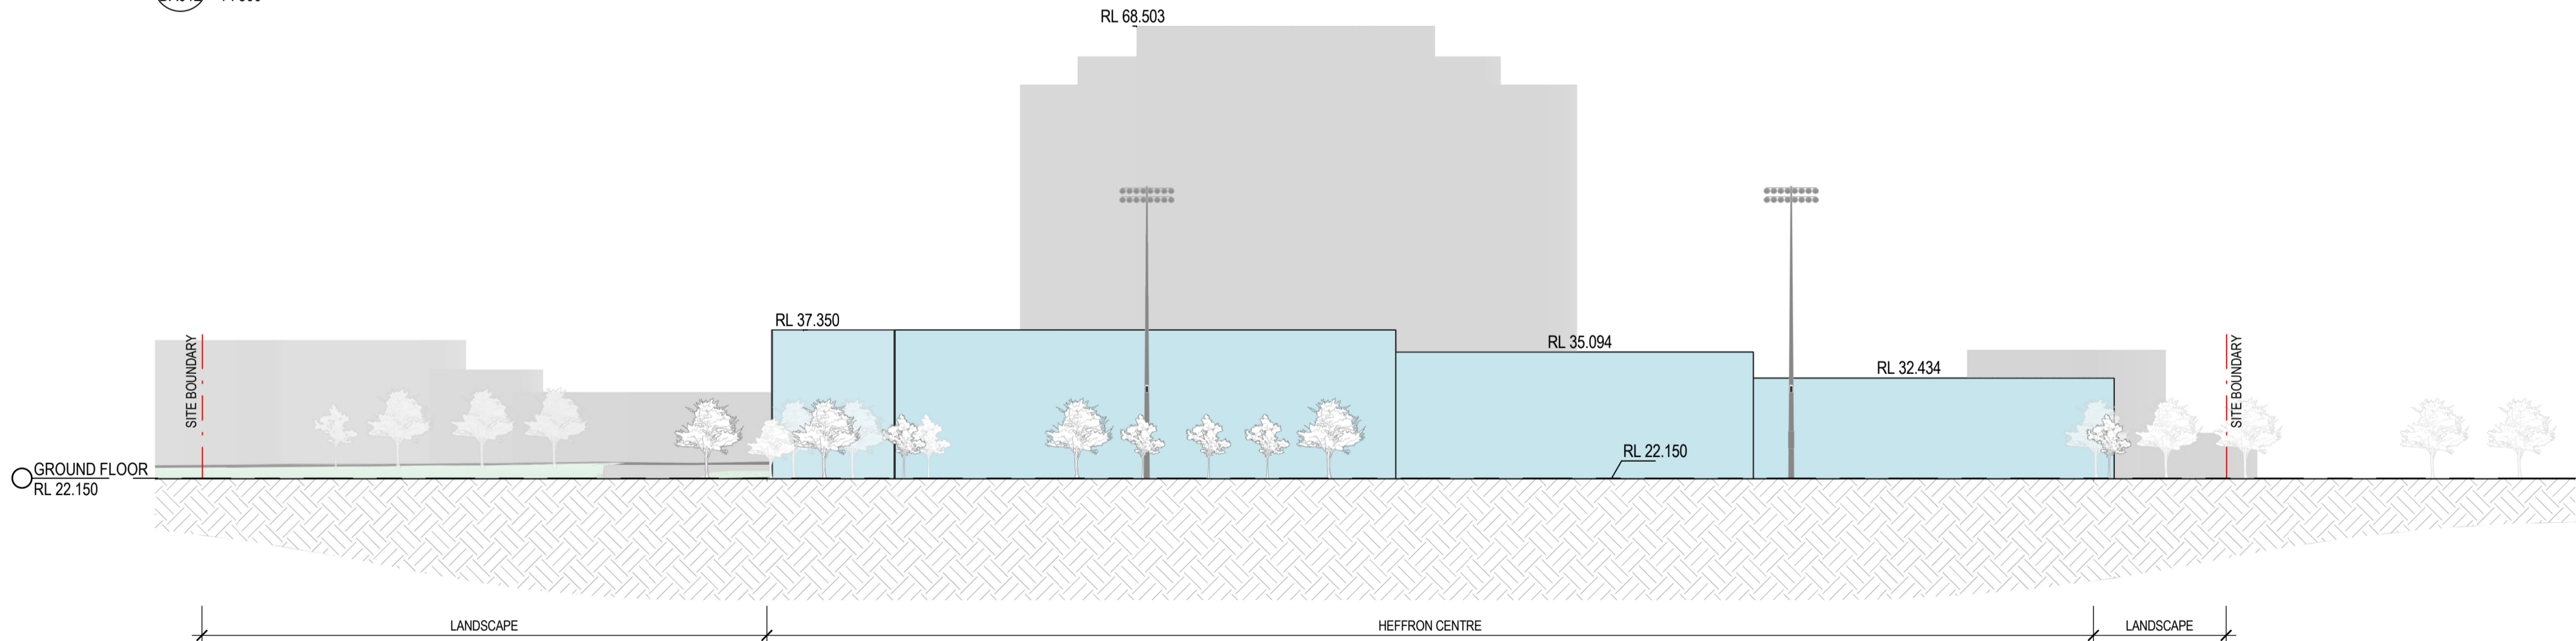 RL 68.503
RL 37.350
RL 35.094
RL 32.434
SITE BOUNDARY
SITE BOUNDARY
RL 22.150
GROUND FLOOR
RL 22.150
LANDSCAPE
HEFFRON CENTRE
LANDSCAPE